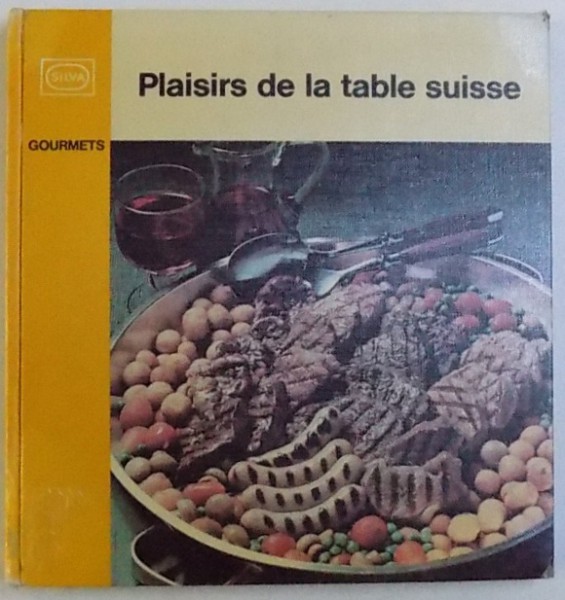 SILVA
Plaisirs de la table suisse
GOURMETS